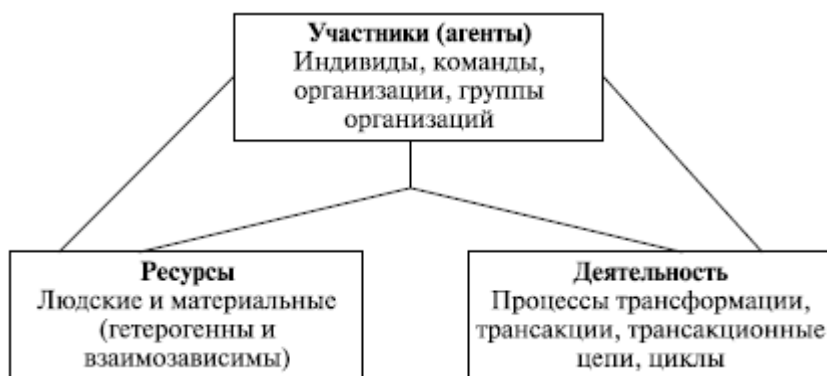 Участники (агенты)
Индивиды, команды,
организации, группы
организаций
Ресурсы
Людские и материальные
(гетерогенны и
взаимозависимы)
Деятельность
Процессы трансформации,
трансакции, трансакционные
цепи, циклы